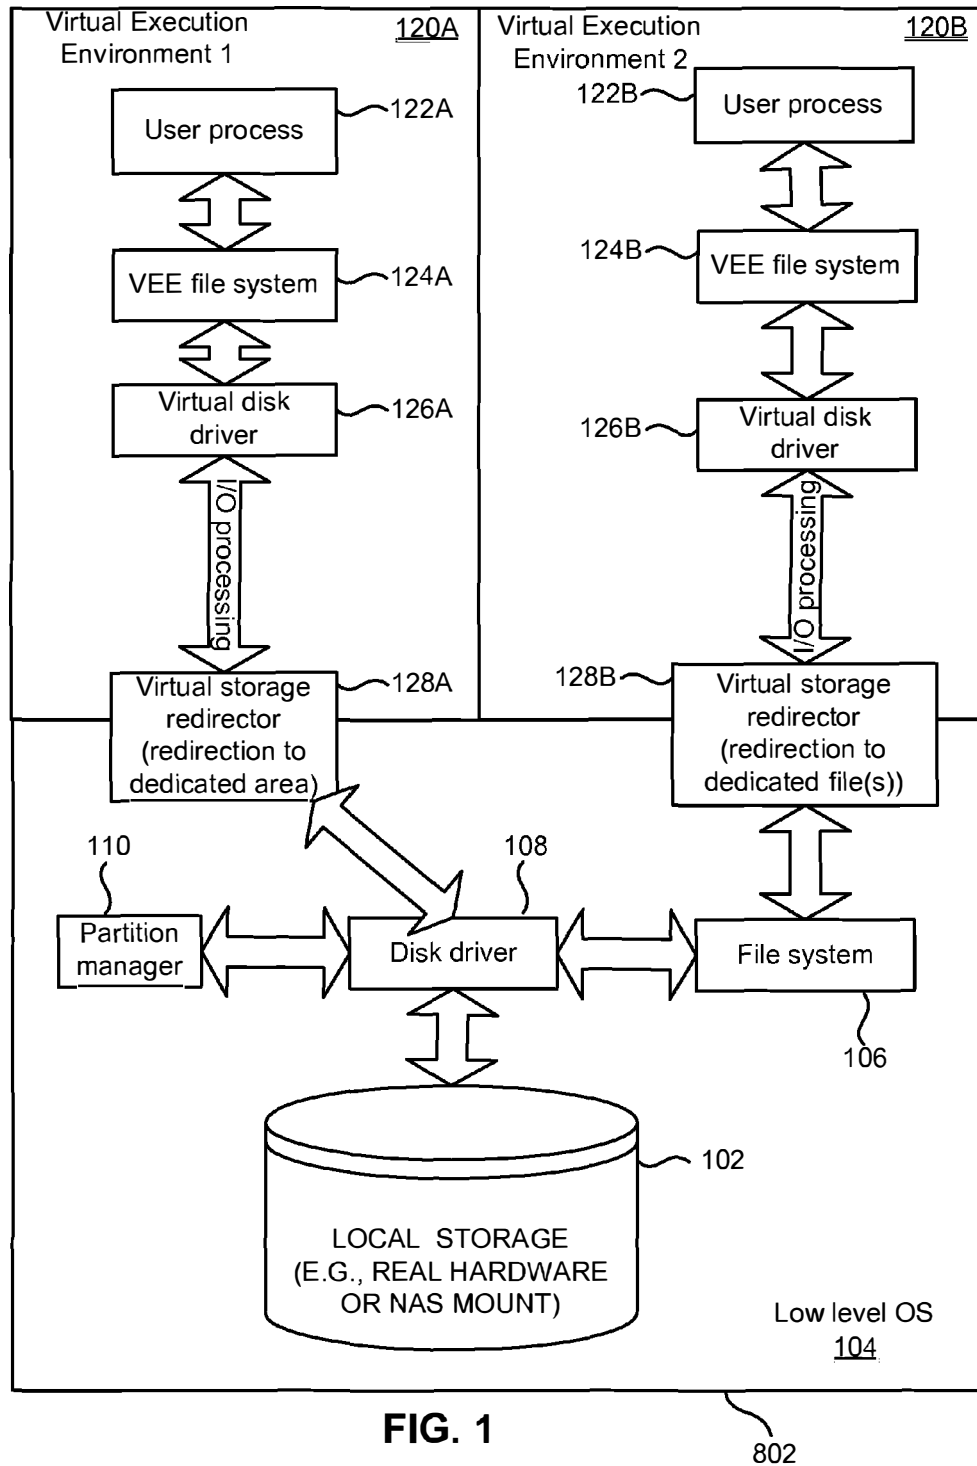 Virtual Execution
Environment 1
120A
Virtual Execution
Environment 2
120B
User process
122A
122B
User process
VEE file system
124A
124B
VEE file system
Virtual disk
driver
126A
126B
Virtual disk
driver
I/O processing
I/O processing
Virtual storage
redirector
(redirection to
dedicated area)
128A
128B
Virtual storage
redirector
(redirection to
dedicated file(s))
110
108
Partition
manager
Disk driver
File system
106
102
LOCAL STORAGE
(E.G., REAL HARDWARE
OR NAS MOUNT)
Low level OS
104
FIG. 1
802